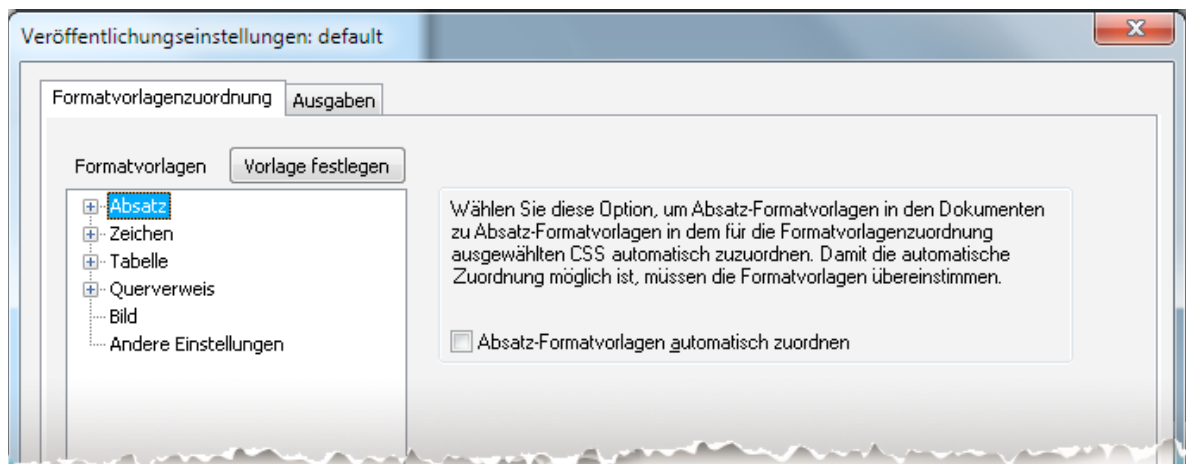 Veröffentlichungseinstellungen: default
Formatvorlagenzuordnung
Ausgaben
Formatvorlagen
Vorlage festlegen
Absatz
Zeichen
Tabelle
Querverweis
Bild
Andere Einstellungen
Wählen Sie diese Option, um Absatz-Formatvorlagen in den Dokumenten
zu Absatz-Formatvorlagen in dem für die Formatvorlagenzuordnung
ausgewählten CSS automatisch zuzuordnen. Damit die automatische
Zuordnung möglich ist, müssen die Formatvorlagen übereinstimmen.
Absatz-Formatvorlagen automatisch zuordnen